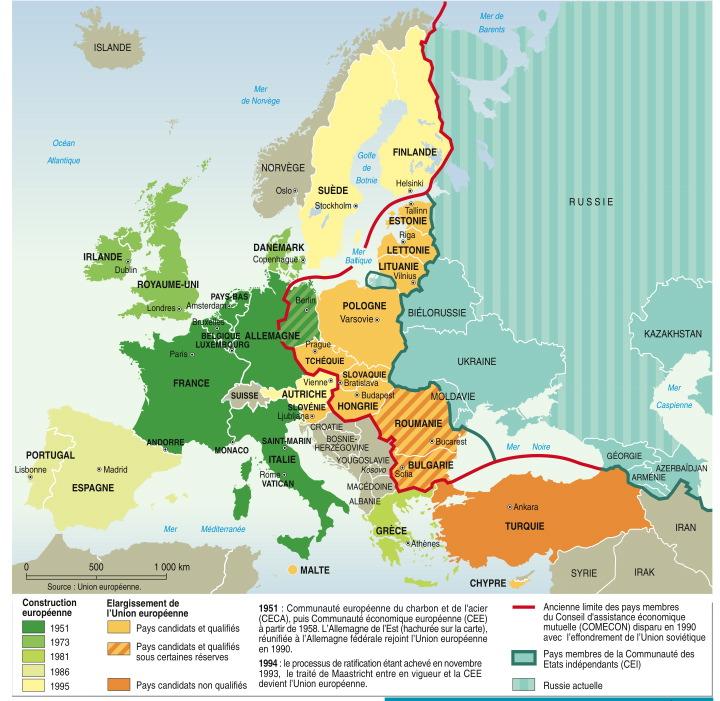 Mer de
Barents
ISLANDE
Mer
de Norvège
Océan
Atlantique
Golfe
de
Botnie
FINLANDE
NORVÈGE
Oslo
SUÈDE
Stockholm
Helsinki
RUSSIE
Tallinn
ESTONIE
Riga
LETTONIE
LITUANIE
Vilnius
Mer
Baltique
DANEMARK
Copenhague
IRLANDE
Dublin
ROYAUME-UNI
Londres
PAYS-BAS
Amsterdam
Bruxelles
BELGIQUE
LUXEMBOURG
ALLEMAGNE
Berlin
POLOGNE
Varsovie
BIÉLORUSSIE
KAZAKHSTAN
UKRAINE
Paris
Prague
TCHÉQUIE
SLOVAQUIE
Bratislava
Vienne
AUTRICHE
Budapest
HONGRIE
MOLDAVIE
Mer
Caspienne
FRANCE
SUISSE
SLOVÉNIE
Ljubljana
CROATIE
BOSNIE-
HERZÉGOVINE
YOUGOSLAVIE
Kosovo
ROUMANIE
Bucarest
BULGARIE
Sofia
Mer Noire
GÉORGIE
ARMÉNIE
AZERBAÏDJAN
ANDORRE
MONACO
SAINT-MARIN
ITALIE
Rome
VATICAN
MACÉDOINE
ALBANIE
PORTUGAL
Lisbonne
Madrid
ESPAGNE
GRÈCE
Athènes
Ankara
TURQUIE
IRAN
Mer Méditerranée
MALTE
CHYPRE
SYRIE
IRAK
0 500 1 000 km
Source : Union européenne.
Construction
européenne
1951
1973
1981
1986
1995
Elargissement de
l'Union européenne
Pays candidats et qualifiés
Pays candidats et qualifiés
sous certaines réserves
Pays candidats non qualifiés
1951 : Communauté européenne du charbon et de l'acier
(CECA), puis Communauté économique européenne (CEE)
à partir de 1958. L'Allemagne de l'Est (hachurée sur la carte),
réunifiée à l'Allemagne fédérale rejoint l'Union européenne
en 1990.
1994 : le processus de ratification étant achevé en novembre
1993, le traité de Maastricht entre en vigueur et la CEE
devient l'Union européenne.
Ancienne limite des pays membres
du Conseil d'assistance économique
mutuelle (COMECON) disparu en 1990
avec l'effondrement de l'Union soviétique
Pays membres de la Communauté des
Etats indépendants (CEI)
Russie actuelle